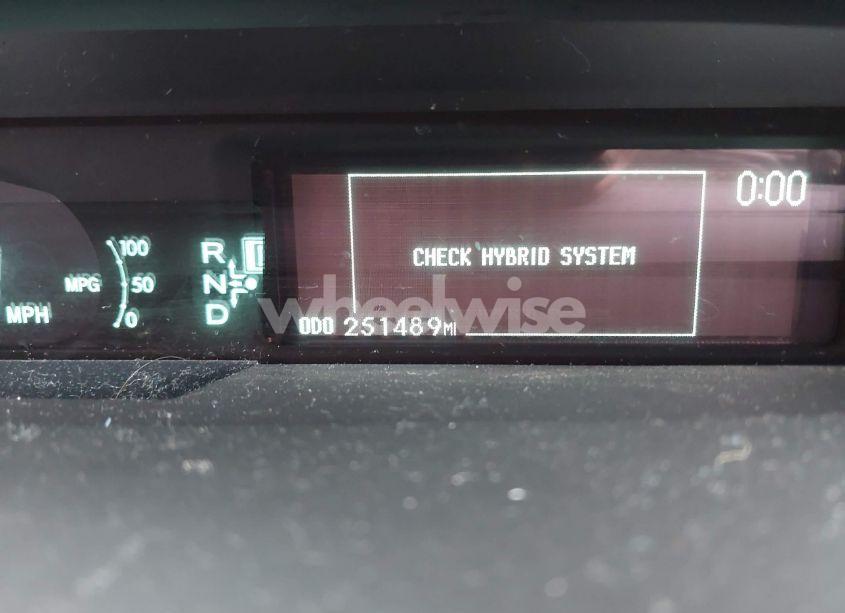 0:00
100
R
CHECK HYBRID SYSTEM
MPG
50
N
MPH
0
D
ODO 251489MI
wheelwise